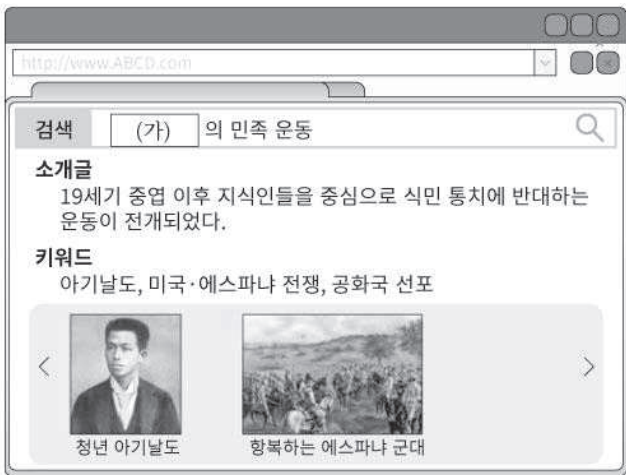 http://www.ABCD.com
검색 (가) 의 민족 운동
소개글
19세기 중엽 이후 지식인들을 중심으로 식민 통치에 반대하는
운동이 전개되었다.
키워드
아기날도, 미국·에스파냐 전쟁, 공화국 선포
청년 아기날도
항복하는 에스파냐 군대